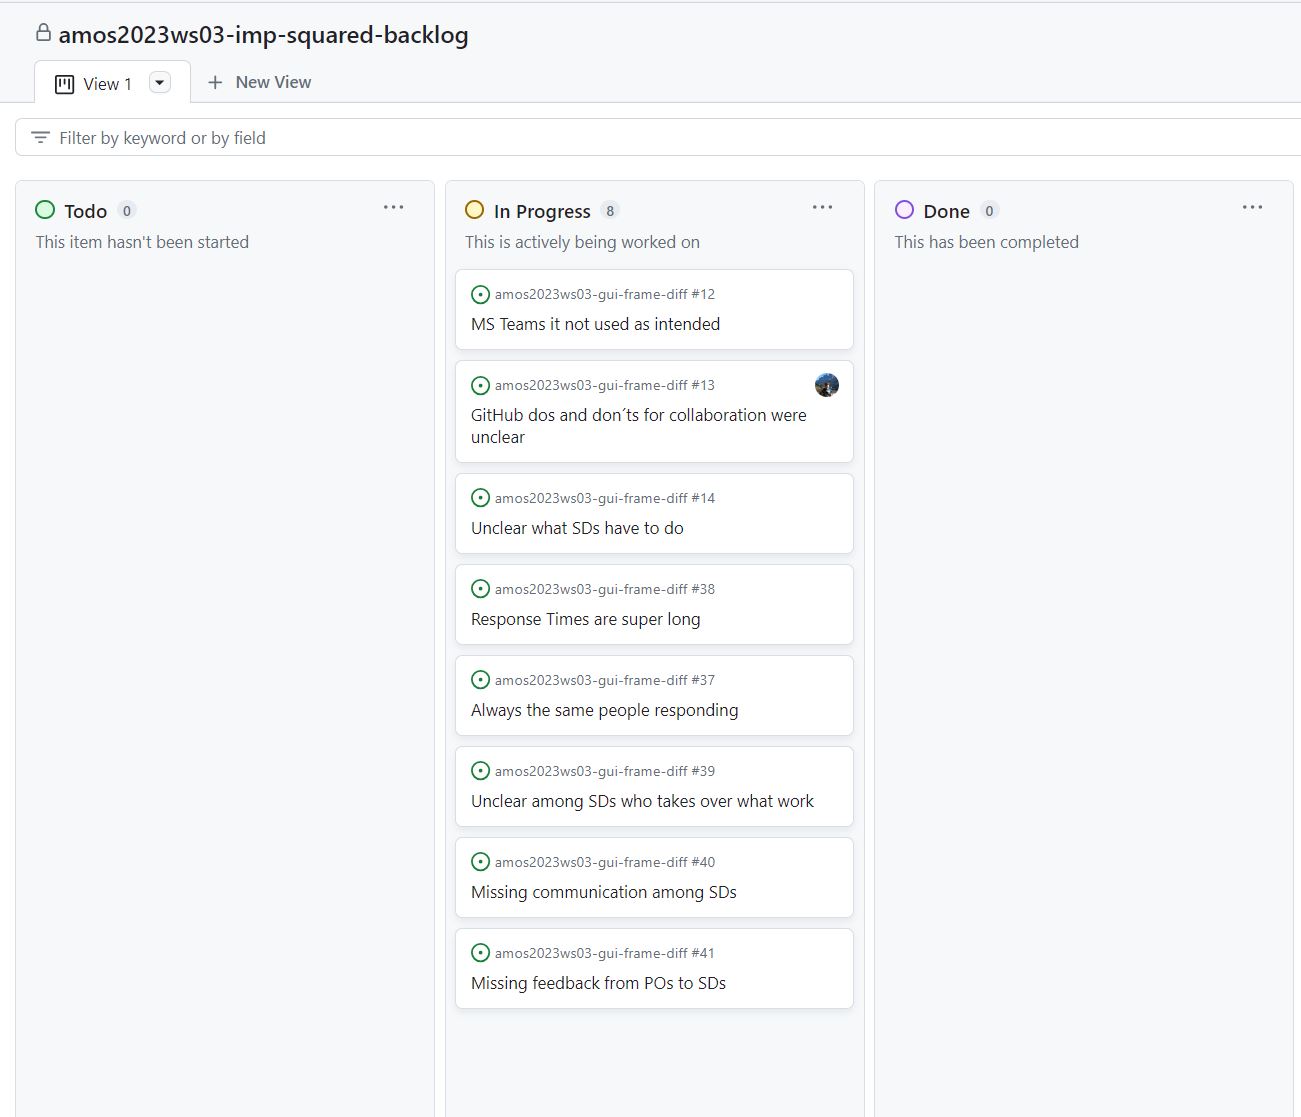 amos2023ws03-imp-squared-backlog
View 1
New View
Filter by keyword or by field
Todo 0
This item hasn't been started
In Progress 8
This is actively being worked on
amos2023ws03-gui-frame-diff #12
MS Teams it not used as intended
amos2023ws03-gui-frame-diff #13
GitHub dos and don´ts for collaboration were
unclear
amos2023ws03-gui-frame-diff #14
Unclear what SDs have to do
amos2023ws03-gui-frame-diff #38
Response Times are super long
amos2023ws03-gui-frame-diff #37
Always the same people responding
amos2023ws03-gui-frame-diff #39
Unclear among SDs who takes over what work
amos2023ws03-gui-frame-diff #40
Missing communication among SDs
amos2023ws03-gui-frame-diff #41
Missing feedback from POs to SDs
Done 0
This has been completed